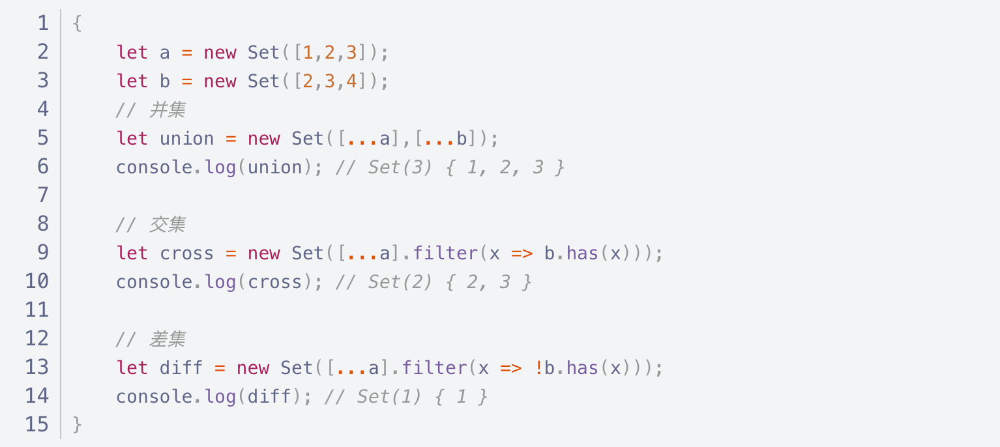 1 {
2     let a = new Set([1,2,3]);
3     let b = new Set([2,3,4]);
4     // 并集
5     let union = new Set([...a],[...b]);
6     console.log(union); // Set(3) { 1, 2, 3 }
7
8     // 交集
9     let cross = new Set([...a].filter(x => b.has(x)));
10     console.log(cross); // Set(2) { 2, 3 }
11
12     // 差集
13     let diff = new Set([...a].filter(x => !b.has(x)));
14     console.log(diff); // Set(1) { 1 }
15 }